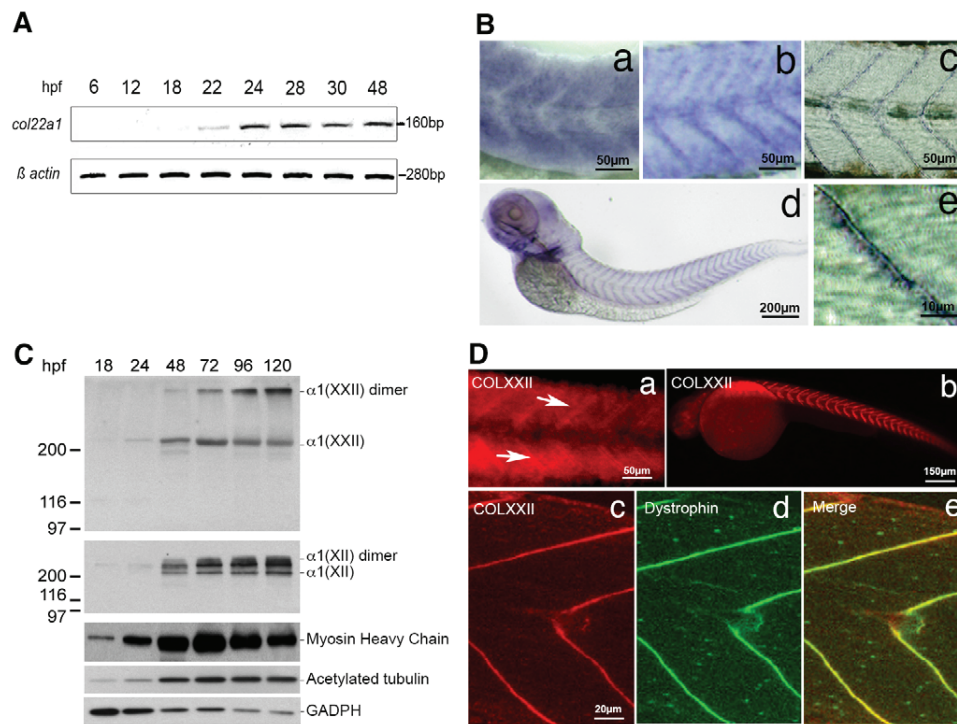 A
hpf 6 12 18 22 24 28 30 48
col22a1 160bp
ß actin 280bp
B
a
50µm
b
50µm
c
50µm
d
200µm
e
10µm
C
hpf 18 24 48 72 96 120
α1(XXII) dimer
α1(XXII)
200
116
97
α1(XII) dimer
α1(XII)
200
116
97
Myosin Heavy Chain
Acetylated tubulin
GADPH
D
COLXXII a
50µm
COLXXII b
150µm
COLXXII c
20µm
Dystrophin d
Merge e